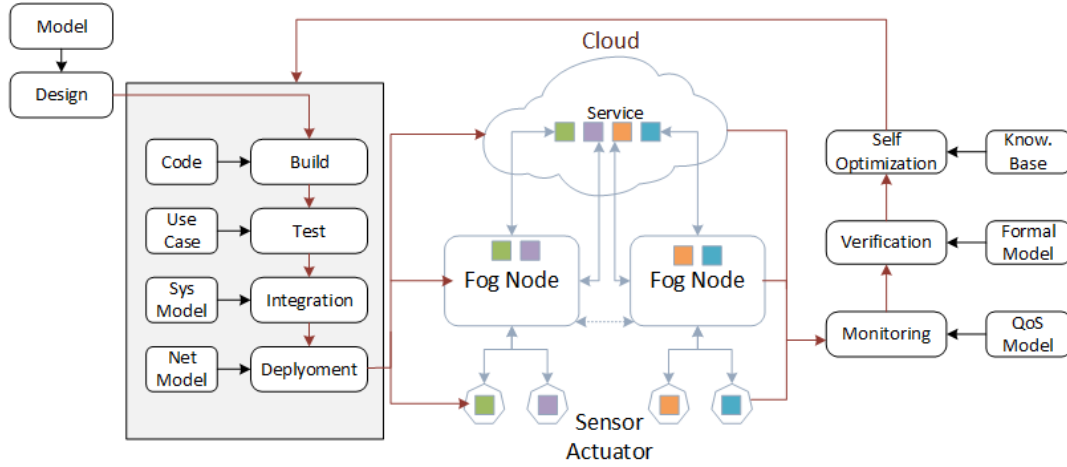 Model
Design
Code
Build
Use
Case
Test
Sys
Model
Integration
Net
Model
Deplyoment
Cloud
Service
Fog Node
Fog Node
Sensor
Actuator
Self
Optimization
Know.
Base
Verification
Formal
Model
Monitoring
QoS
Model